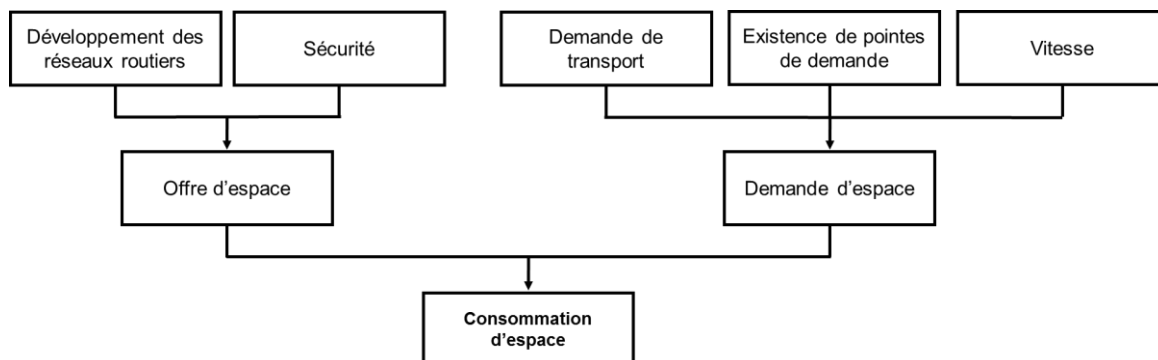 Développement des
réseaux routiers
Sécurité
Demande de
transport
Existence de pointes
de demande
Vitesse
Offre d'espace
Demande d’espace
Consommation
d’espace